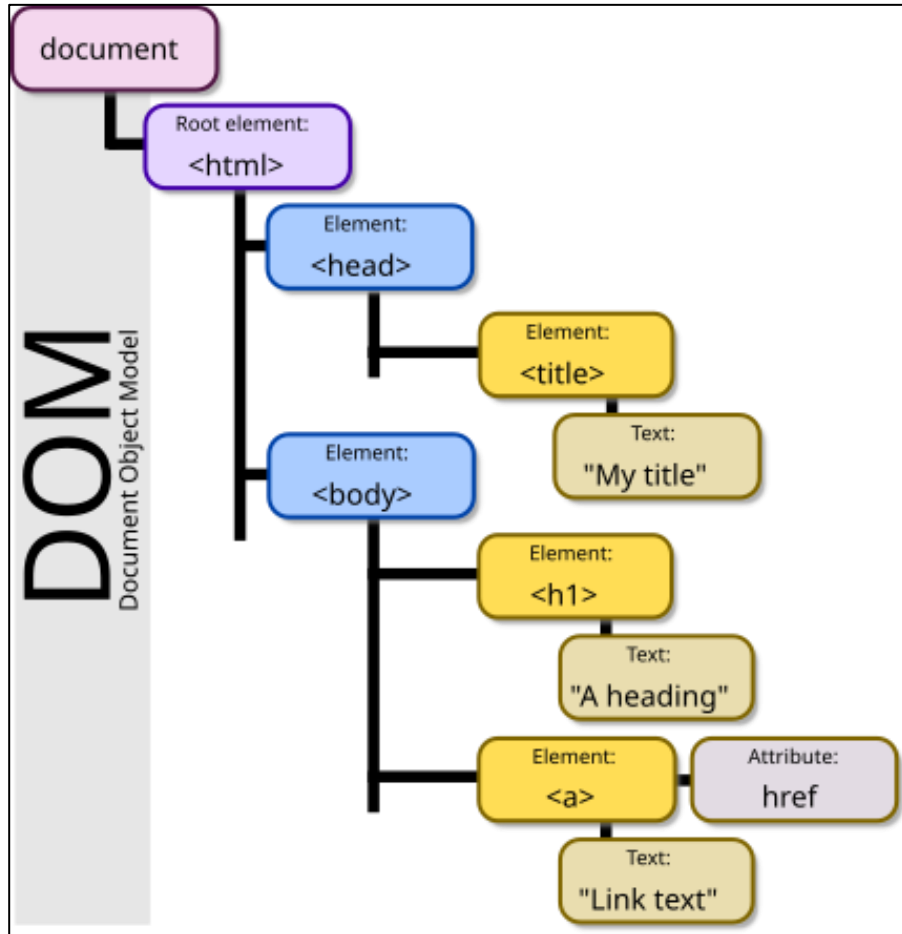 document
Root element:
<html>
Element:
<head>
Element:
<title>
Text:
"My title"
Element:
<body>
Element:
<h1>
Text:
"A heading"
Element:
<a>
Attribute:
href
Text:
"Link text"
DOM
Document Object Model